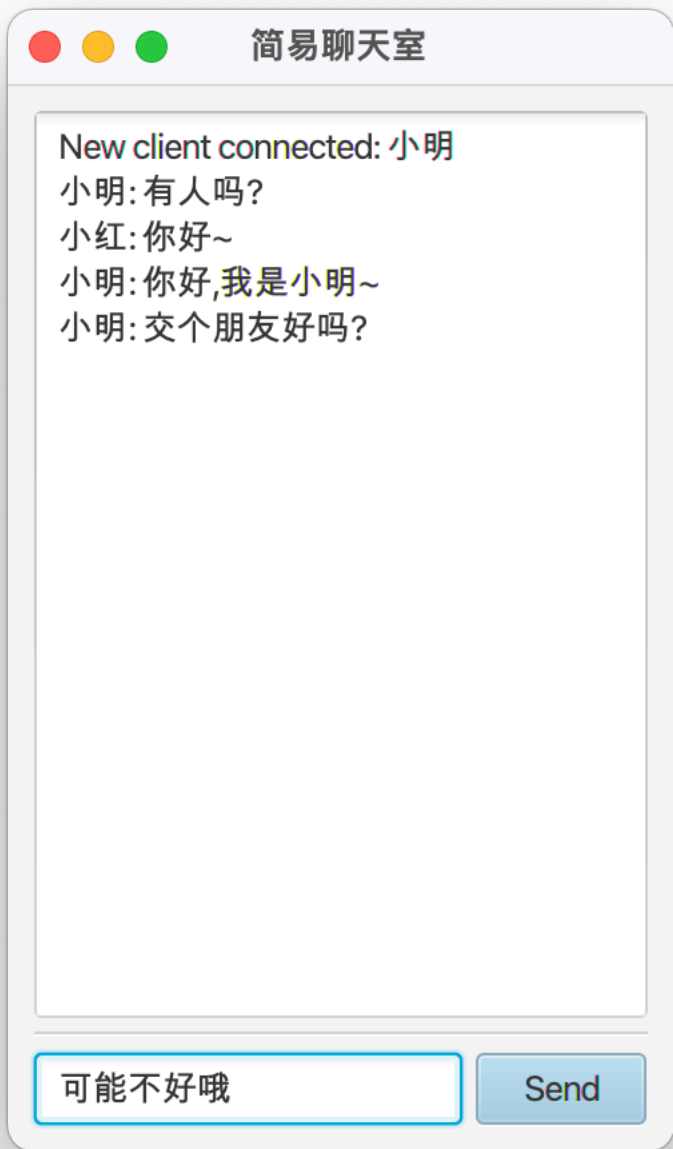 简易聊天室
New client connected: 小明
小明: 有人吗?
小红: 你好~
小明: 你好,我是小明~
小明: 交个朋友好吗?
可能不好哦
Send